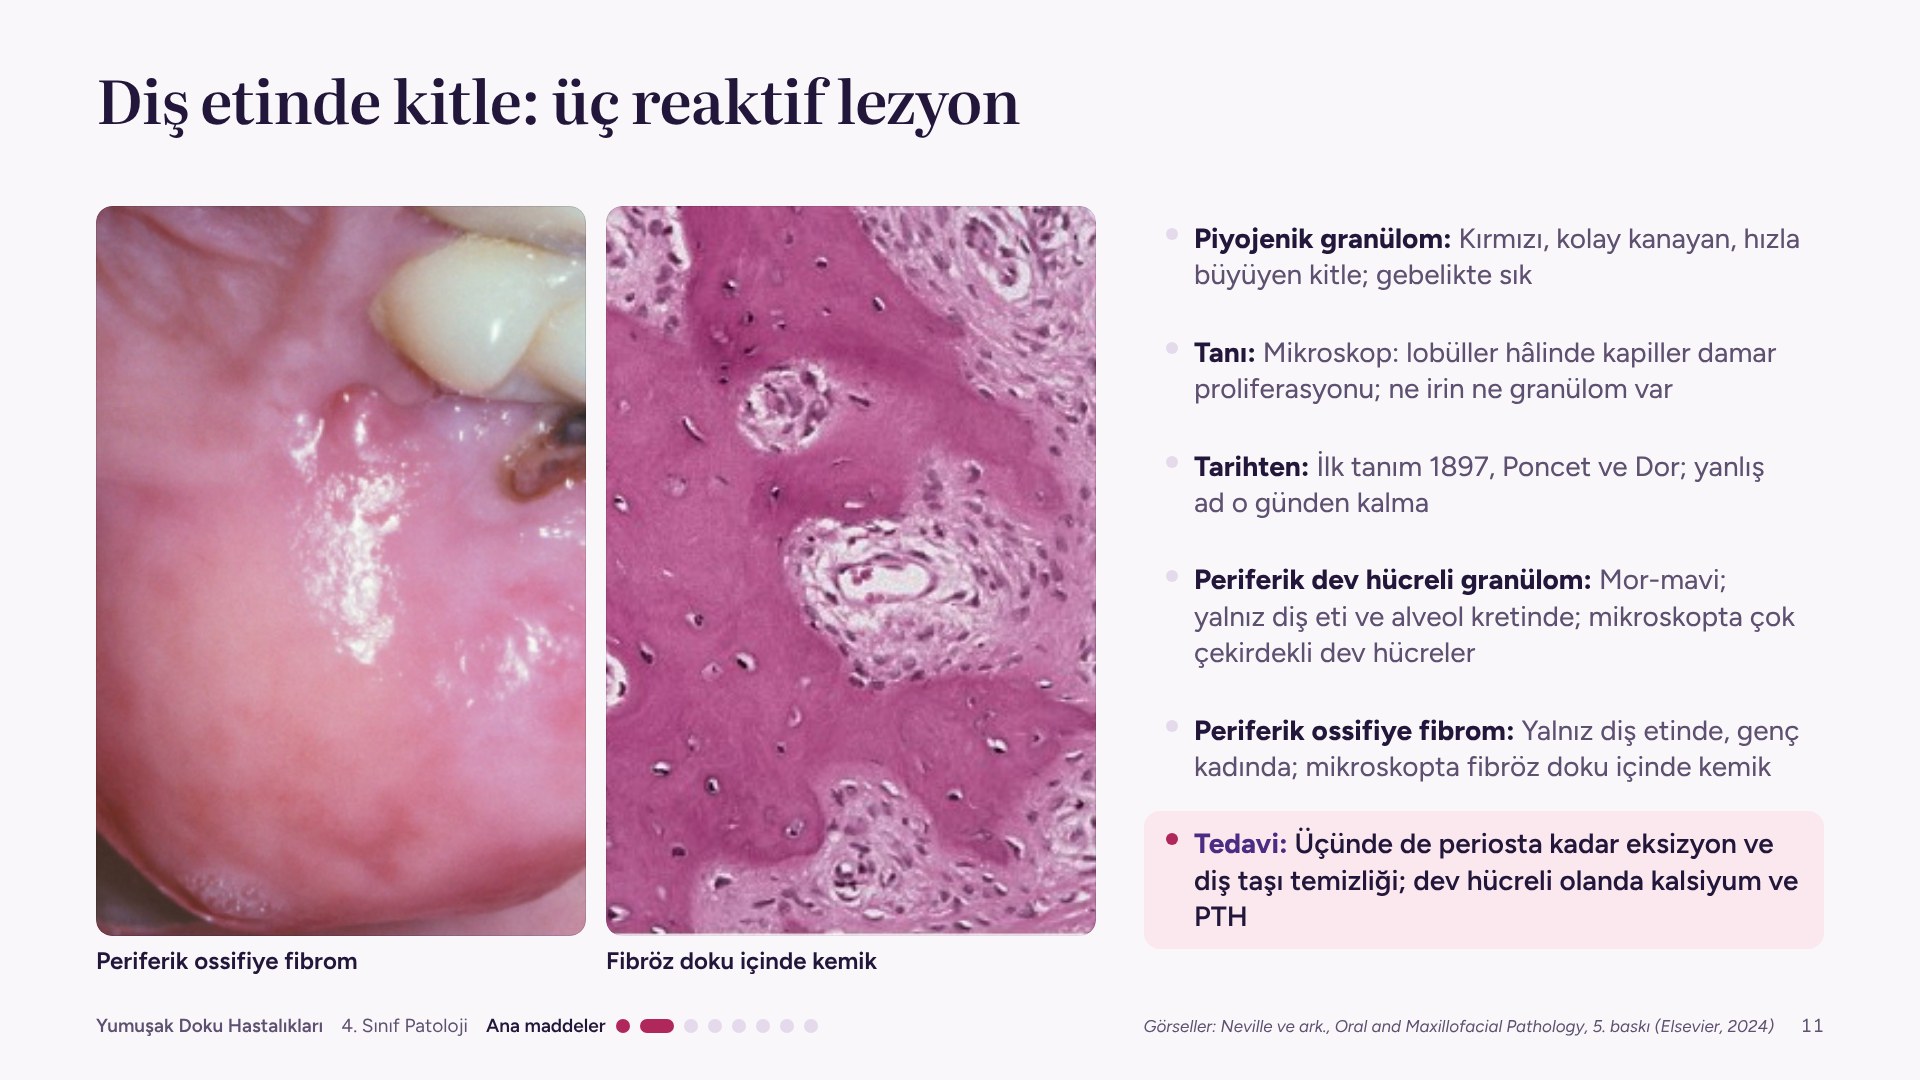 Diş etinde kitle: üç reaktif lezyon
Periferik ossifiye fibrom
Fibröz doku içinde kemik
Piyojenik granülom: Kırmızı, kolay kanayan, hızla
büyüyen kitle; gebelikte sık
Tanı: Mikroskop: lobüller hâlinde kapiller damar
proliferasyonu; ne irin ne granülom var
Tarihten: İlk tanım 1897, Poncet ve Dor; yanlış
ad o günden kalma
Periferik dev hücreli granülom: Mor-mavi;
yalnız diş eti ve alveol kretinde; mikroskopta çok
çekirdekli dev hücreler
Periferik ossifiye fibrom: Yalnız diş etinde, genç
kadında; mikroskopta fibröz doku içinde kemik
Tedavi: Üçünde de periosta kadar eksizyon ve
diş taşı temizliği; dev hücreli olanda kalsiyum ve
PTH
Yumuşak Doku Hastalıkları 4. Sınıf Patoloji Ana maddeler
Görseller: Neville ve ark., Oral and Maxillofacial Pathology, 5. baskı (Elsevier, 2024) 11